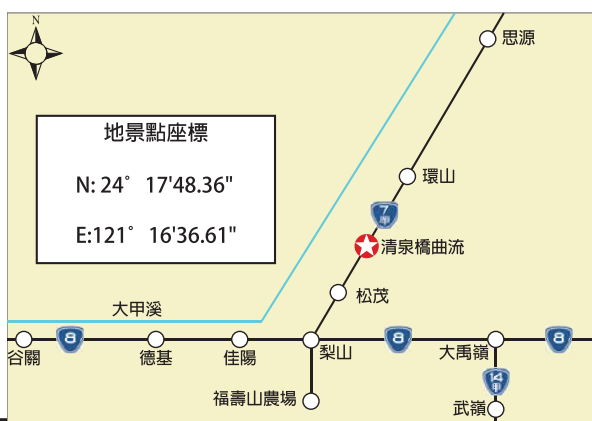 N
思源
地景點座標
N: 24° 17'48.36"
E:121° 16'36.61"
環山
7
甲
清泉橋曲流
松茂
大甲溪
8
8
8
谷關
德基
佳陽
梨山
大禹嶺
14
甲
福壽山農場
武嶺